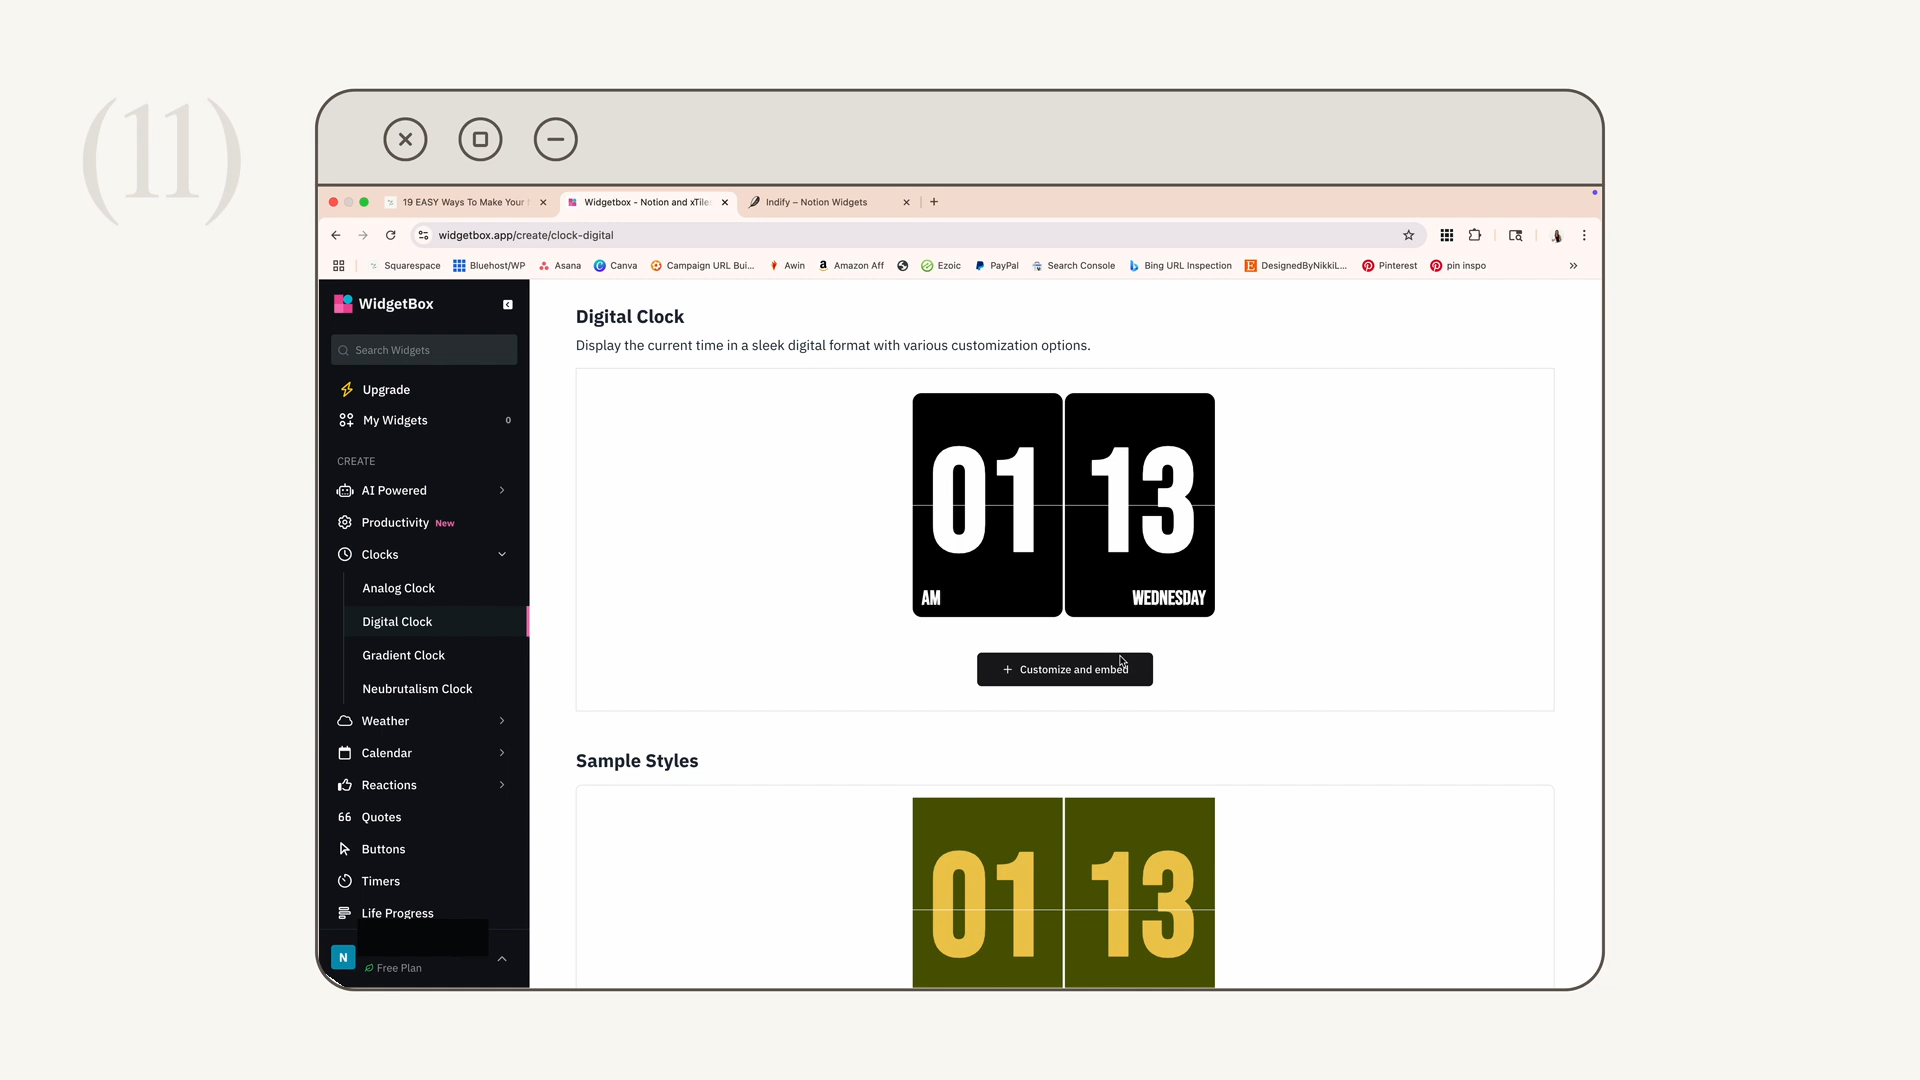 (11)
19 EASY Ways To Make Your
Widgetbox - Notion and xTiles
Indify – Notion Widgets
widgetbox.app/create/clock-digital
Squarespace
Bluehost/WP
Asana
Canva
Campaign URL Bui...
Awin
Amazon Aff
Ezoic
PayPal
Search Console
Bing URL Inspection
DesignedByNikkiL...
Pinterest
pin inspo
WidgetBox
Search Widgets
Upgrade
My Widgets 0
CREATE
AI Powered
Productivity New
Clocks
Analog Clock
Digital Clock
Gradient Clock
Neubrutalism Clock
Weather
Calendar
Reactions
Quotes
Buttons
Timers
Life Progress
N
Free Plan
Digital Clock
Display the current time in a sleek digital format with various customization options.
01 13
AM WEDNESDAY
Customize and embed
Sample Styles
01 13